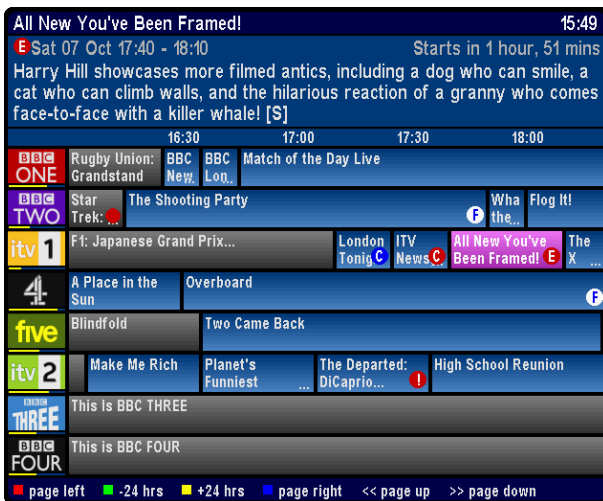 All New You've Been Framed! 15:49
E Sat 07 Oct 17:40 - 18:10 Starts in 1 hour, 51 mins
Harry Hill showcases more filmed antics, including a dog who can smile, a
cat who can climb walls, and the hilarious reaction of a granny who comes
face-to-face with a killer whale! [S]
16:30 17:00 17:30 18:00
BBC ONE
Rugby Union:
Grandstand
BBC
New...
BBC
Lon...
Match of the Day Live
BBC TWO
Star
Trek: ...
The Shooting Party
F
Wha
the...
Flog It!
itv 1
F1: Japanese Grand Prix...
London
Tonig C
ITV
News C ...
All New You've
Been Framed! E
The
X ...
4
A Place in the
Sun
Overboard
F
five
Blindfold
Two Came Back
itv 2
Make Me Rich
Planet's
Funniest ...
The Departed:
DiCaprio... !
High School Reunion
BBC THREE
This Is BBC THREE
BBC FOUR
This is BBC FOUR
page left -24 hrs +24 hrs page right << page up >> page down